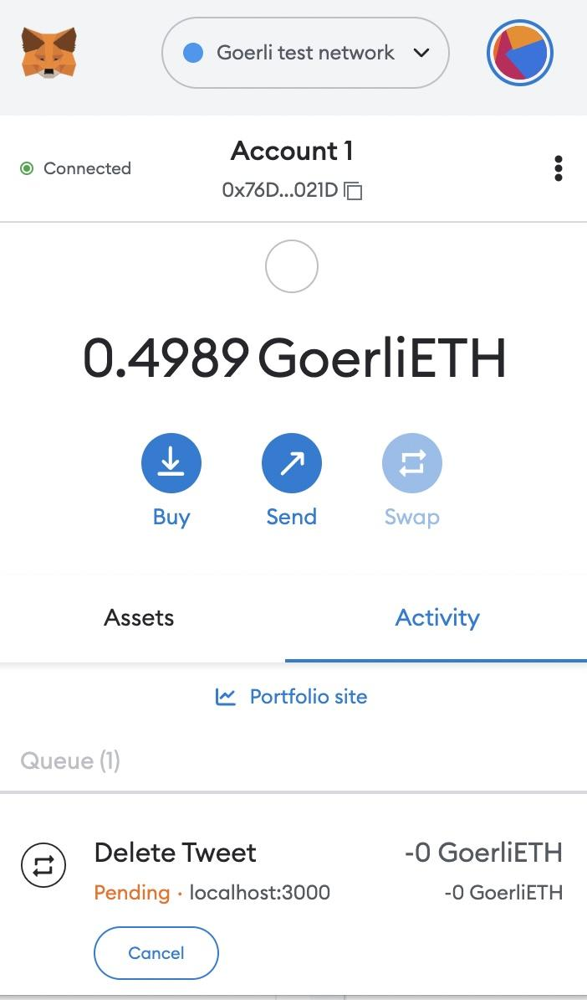 Goerli test network
Connected
Account 1
0x76D...021D
0.4989 GoerliETH
Buy
Send
Swap
Assets
Activity
Portfolio site
Queue (1)
Delete Tweet
-0 GoerliETH
Pending · localhost:3000
-0 GoerliETH
Cancel